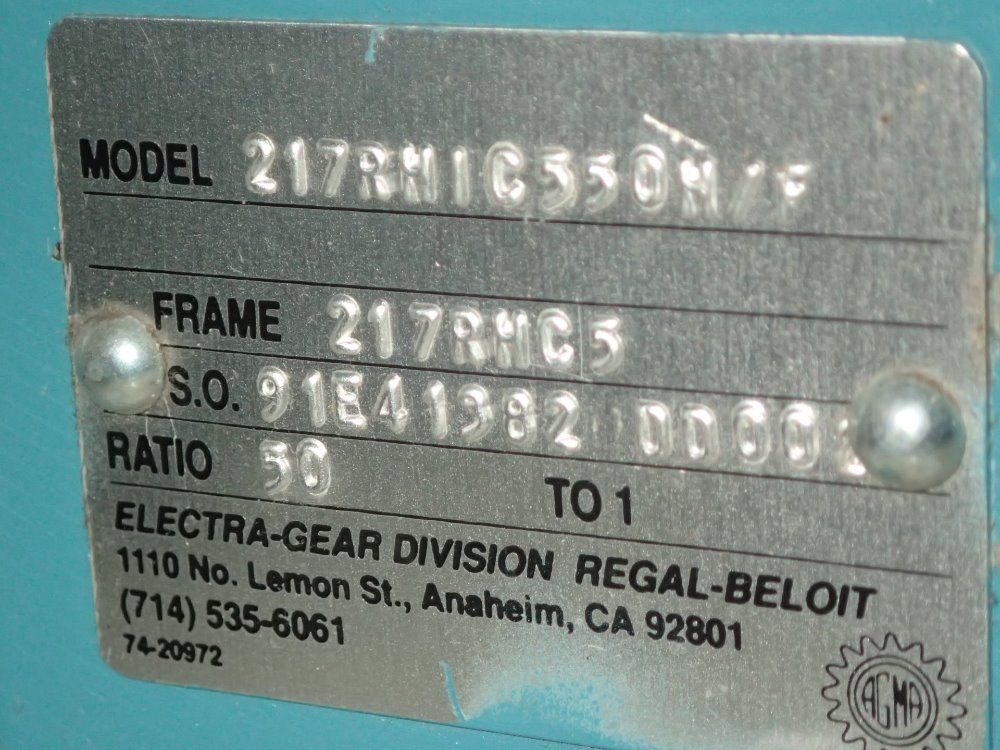 MODEL 217RHIC550H/F
FRAME 217RHC5
S.O. 91E41382
RATIO 50 TO 1
ELECTRA-GEAR DIVISION REGAL-BELOIT
1110 No. Lemon St., Anaheim, CA 92801
(714) 535-6061
74-20972
AGMA